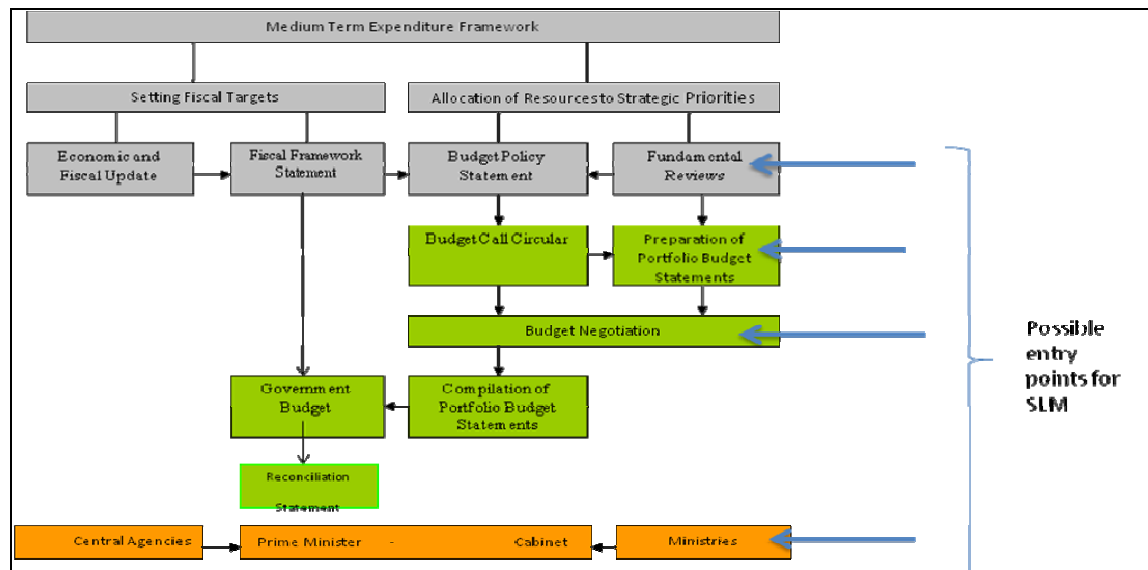 Medium Term Expenditure Framework
Setting Fiscal Targets
Allocation of Resources to Strategic Priorities
Economic and
Fiscal Update
Fiscal Framework
Statement
Budget Policy
Statement
Fundamental
Reviews
Budget Call Circular
Preparation of
Portfolio Budget
Statements
Budget Negotiation
Government
Budget
Compilation of
Portfolio Budget
Statements
Reconciliation
Statement
Central Agencies
Prime Minister - Cabinet
Ministries
Possible
entry
points for
SLM